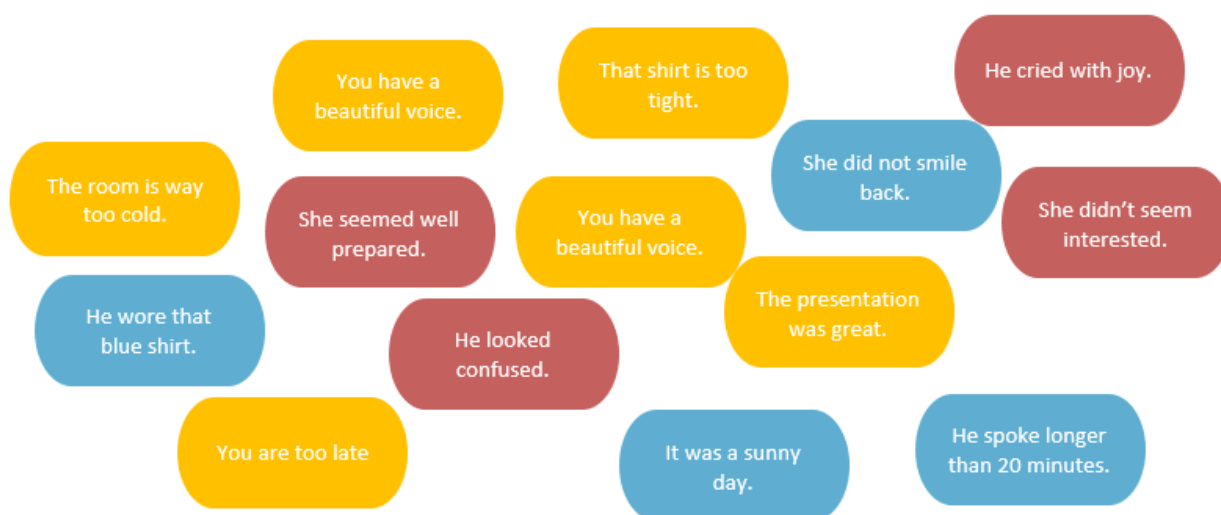 You have a
beautiful voice.
That shirt is too
tight.
He cried with joy.
The room is way
too cold.
She seemed well
prepared.
You have a
beautiful voice.
She did not smile
back.
She didn’t seem
interested.
He wore that
blue shirt.
He looked
confused.
The presentation
was great.
You are too late
It was a sunny
day.
He spoke longer
than 20 minutes.